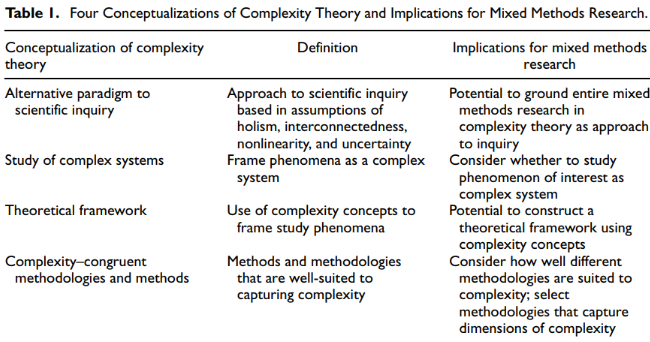 Table 1. Four Conceptualizations of Complexity Theory and Implications for Mixed Methods Research.
Conceptualization of complexity theory
Definition
Implications for mixed methods research
Alternative paradigm to scientific inquiry
Approach to scientific inquiry based in assumptions of holism, interconnectedness, nonlinearity, and uncertainty
Potential to ground entire mixed methods research in complexity theory as approach to inquiry
Study of complex systems
Frame phenomena as a complex system
Consider whether to study phenomenon of interest as complex system
Theoretical framework
Use of complexity concepts to frame study phenomena
Potential to construct a theoretical framework using complexity concepts
Complexity–congruent methodologies and methods
Methods and methodologies that are well-suited to capturing complexity
Consider how well different methodologies are suited to complexity; select methodologies that capture dimensions of complexity